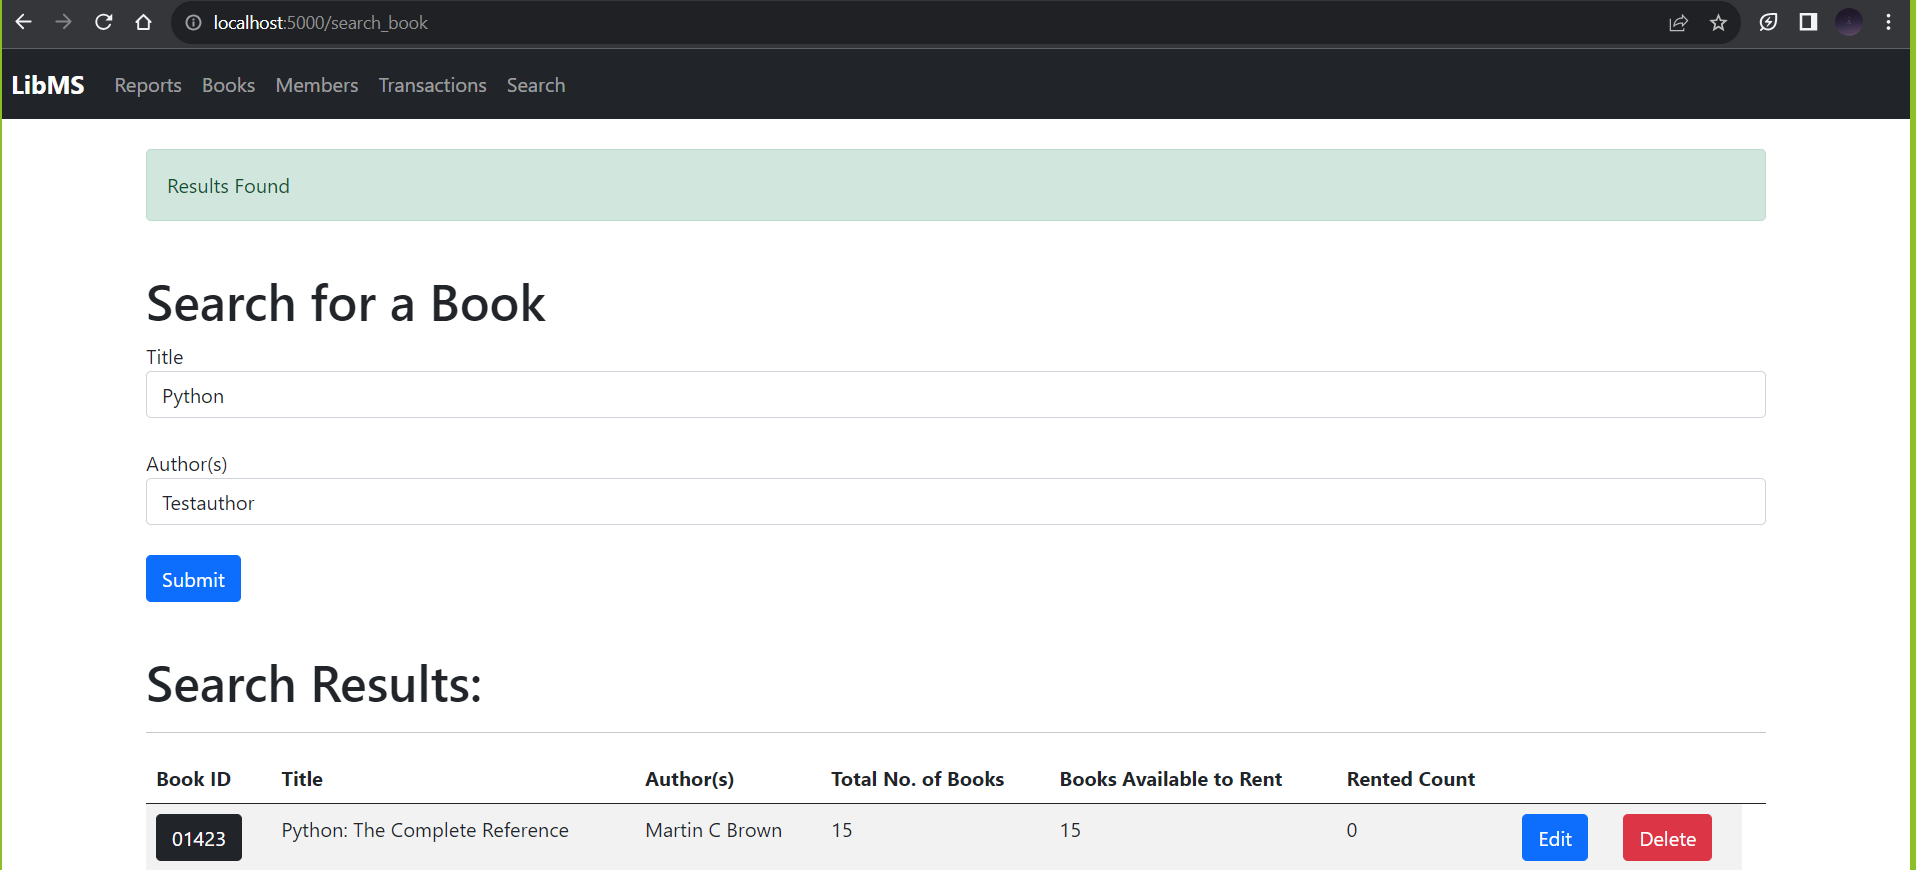 localhost:5000/search_book
LibMS Reports Books Members Transactions Search
Results Found
Search for a Book
Title
Python
Author(s)
Testauthor
Submit
Search Results:
Book ID Title Author(s) Total No. of Books Books Available to Rent Rented Count
01423 Python: The Complete Reference Martin C Brown 15 15 0 Edit Delete